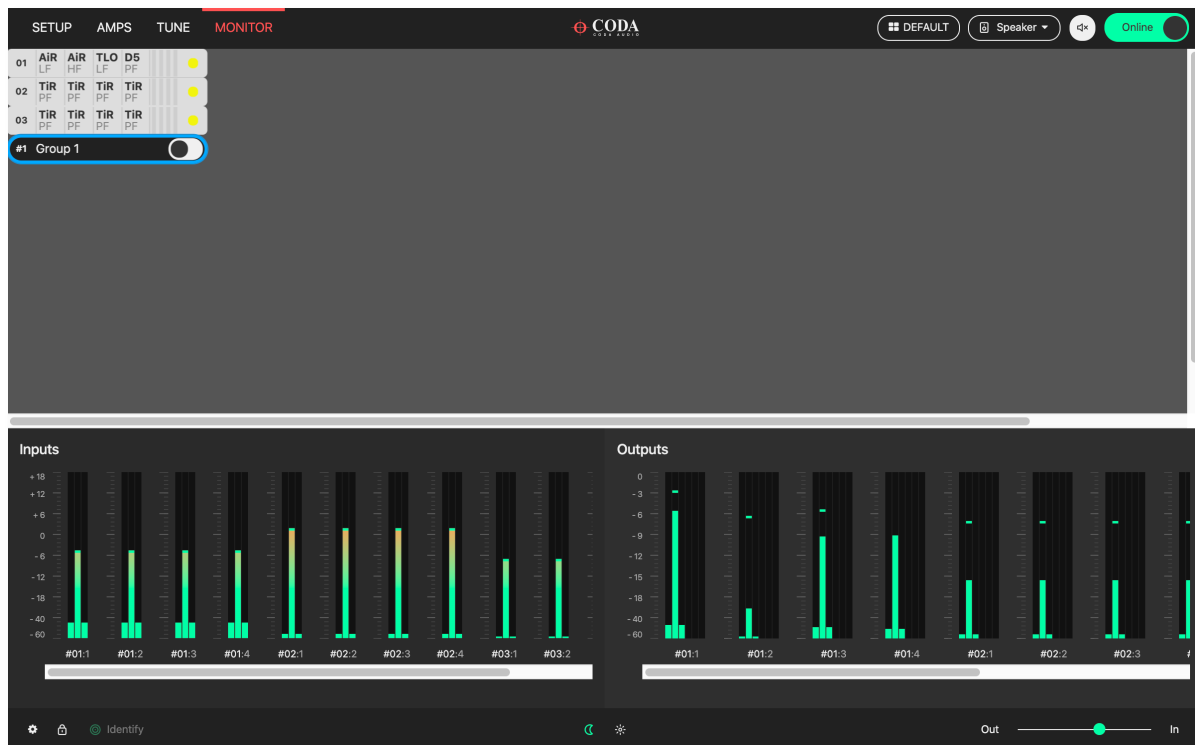 SETUP AMPS TUNE MONITOR CODA DEFAULT Speaker Online
CODA AUDIO
01 AiR AiR TLO D5
LF HF LF PF
02 TiR TiR TiR TiR
PF PF PF PF
03 TiR TiR TiR TiR
PF PF PF PF
#1 Group 1
Inputs Outputs
+18 0
+12 -3
+6 -6
0 -9
-6 -12
-12 -15
-18 -18
-40 -40
-60 -60
#01:1 #01:2 #01:3 #01:4 #02:1 #02:2 #02:3 #02:4 #03:1 #03:2 #01:1 #01:2 #01:3 #01:4 #02:1 #02:2 #02:3
Identify Out In